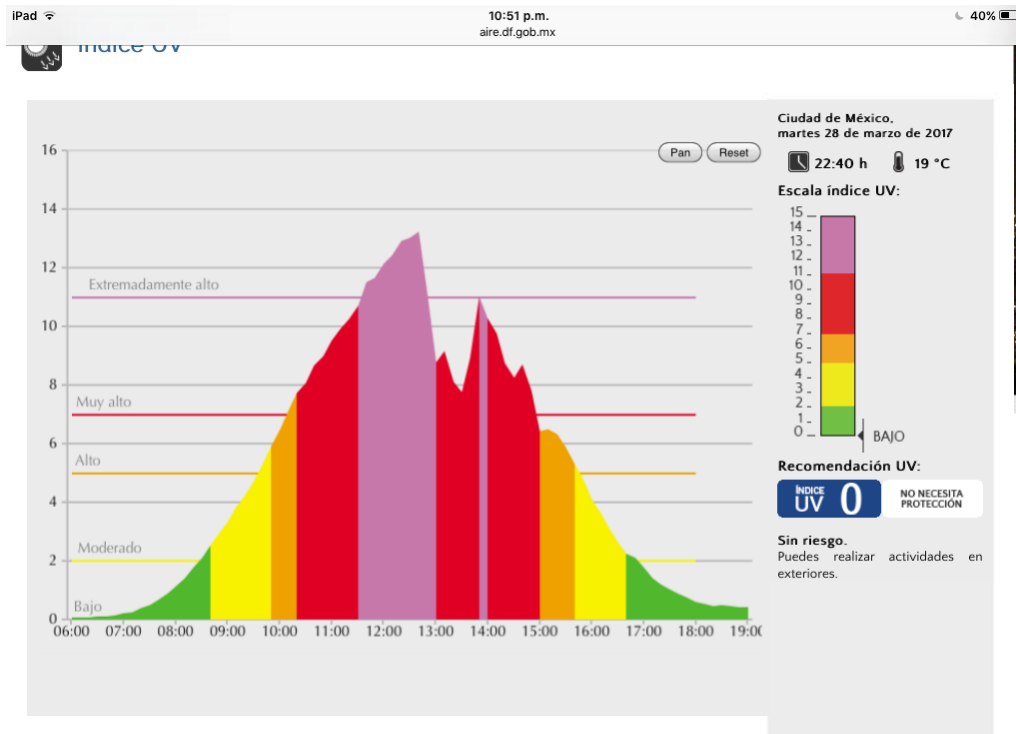 iPad
10:51 p.m.
40%
aire.df.gob.mx
Índice UV
Pan
Reset
16
14
12
10
8
6
4
2
0
Extremadamente alto
Muy alto
Alto
Moderado
Bajo
06:00 07:00 08:00 09:00 10:00 11:00 12:00 13:00 14:00 15:00 16:00 17:00 18:00 19:00
Ciudad de México,
martes 28 de marzo de 2017
22:40 h 19 °C
Escala índice UV:
15
14
13
12
11
10
9
8
7
6
5
4
3
2
1
0
BAJO
Recomendación UV:
ÍNDICE
UV 0
NO NECESITA
PROTECCIÓN
Sin riesgo.
Puedes realizar actividades en
exteriores.